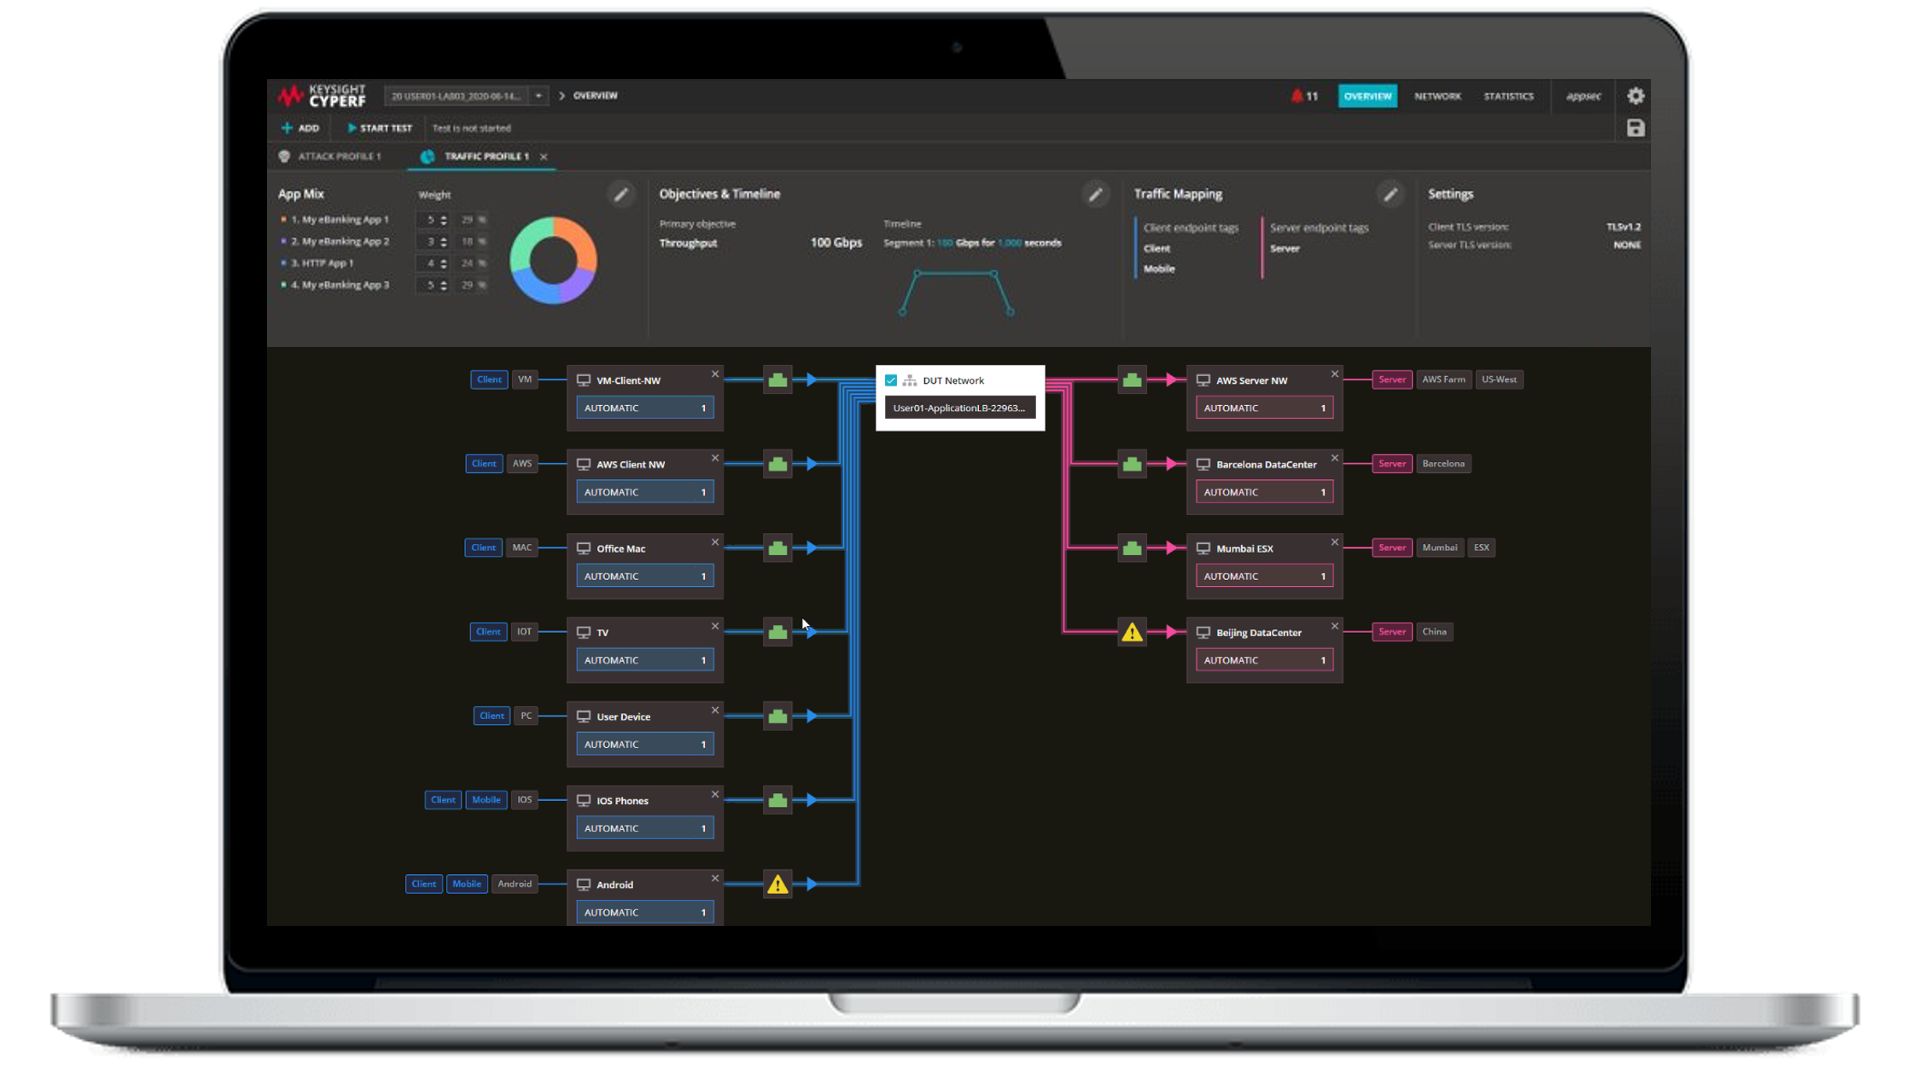 KEYSIGHT
CYPERF
20 USER01-LAB03_2020-06-14... > OVERVIEW
11 OVERVIEW NETWORK STATISTICS appsec
ADD START TEST Test is not started
ATTACK PROFILE 1 TRAFFIC PROFILE 1 ×
App Mix Weight
1. My eBanking App 1 5 29 %
2. My eBanking App 2 3 18 %
3. HTTP App 1 4 24 %
4. My eBanking App 3 5 29 %
Objectives & Timeline
Primary objective
Throughput 100 Gbps
Timeline
Segment 1: 100 Gbps for 1,000 seconds
Traffic Mapping
Client endpoint tags
Client
Mobile
Server endpoint tags
Server
Settings
Client TLS version: TLSv1.2
Server TLS version: NONE
Client VM VM-Client-NW
AUTOMATIC 1
Client AWS AWS Client NW
AUTOMATIC 1
Client MAC Office Mac
AUTOMATIC 1
Client IOT TV
AUTOMATIC 1
Client PC User Device
AUTOMATIC 1
Client Mobile IOS IOS Phones
AUTOMATIC 1
Client Mobile Android Android
AUTOMATIC 1
DUT Network
User01-ApplicationLB-22963...
AWS Server NW Server AWS Farm US-West
AUTOMATIC 1
Barcelona DataCenter Server Barcelona
AUTOMATIC 1
Mumbai ESX Server Mumbai ESX
AUTOMATIC 1
Beijing DataCenter Server China
AUTOMATIC 1